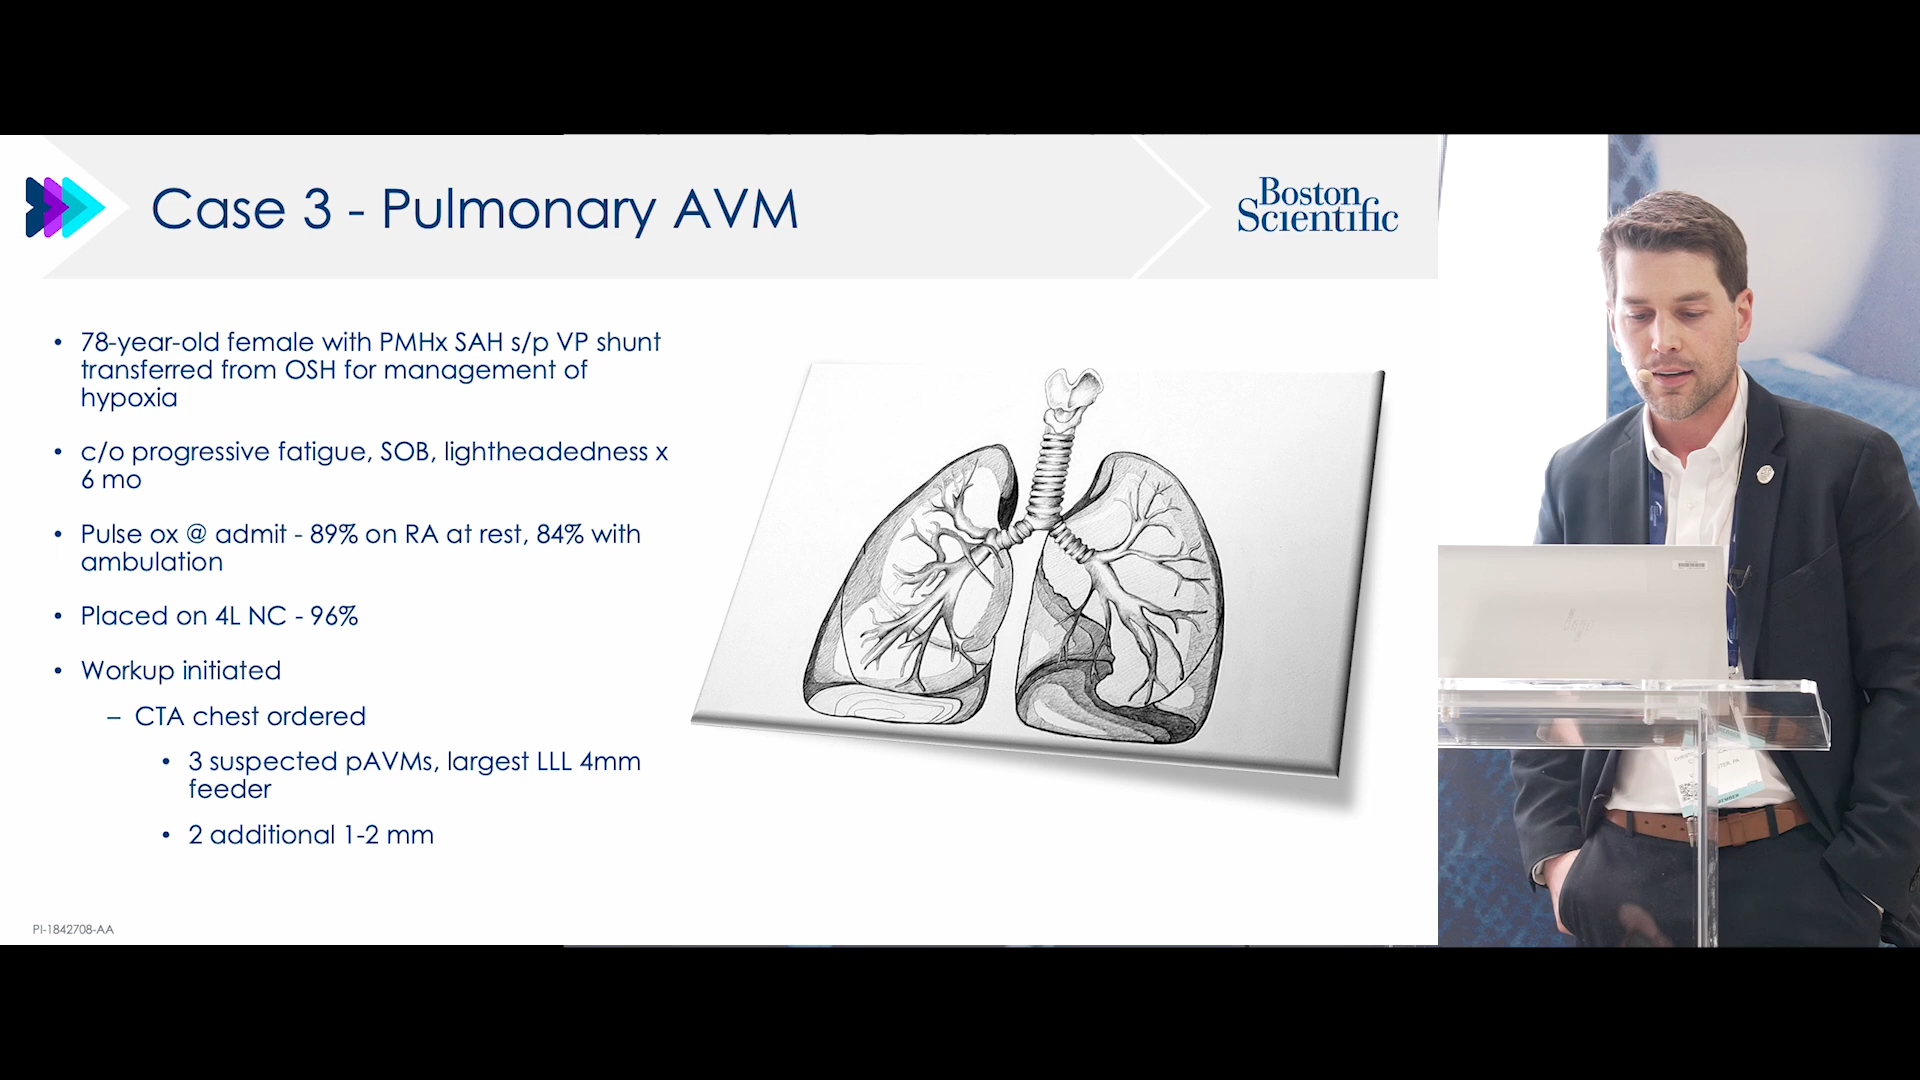 Case 3 - Pulmonary AVM
Boston
Scientific
• 78-year-old female with PMHx SAH s/p VP shunt
transferred from OSH for management of
hypoxia
• c/o progressive fatigue, SOB, lightheadedness x
6 mo
• Pulse ox @ admit - 89% on RA at rest, 84% with
ambulation
• Placed on 4L NC - 96%
• Workup initiated
– CTA chest ordered
• 3 suspected pAVMs, largest LLL 4mm
feeder
• 2 additional 1-2 mm
PI-1842708-AA